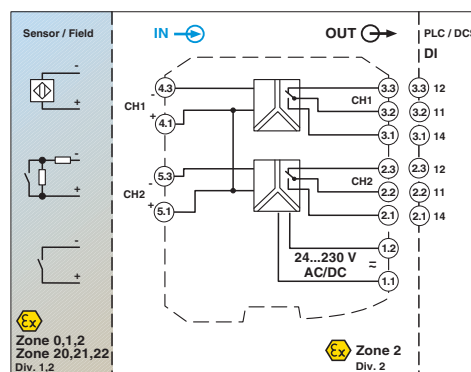 Sensor / Field
IN
OUT
PLC / DCS
DI
-
+
4.3
-
CH1
+
4.1
3.3
CH1
3.2
3.1
3.3 12
3.2 11
3.1 14
-
+
5.3
-
CH2
+
5.1
2.3
CH2
2.2
2.1
2.3 12
2.2 11
2.1 14
-
+
24...230 V
AC/DC
=
1.2
1.1
Ex
Zone 0,1,2
Zone 20,21,22
Div. 1,2
Ex Zone 2
Div. 2